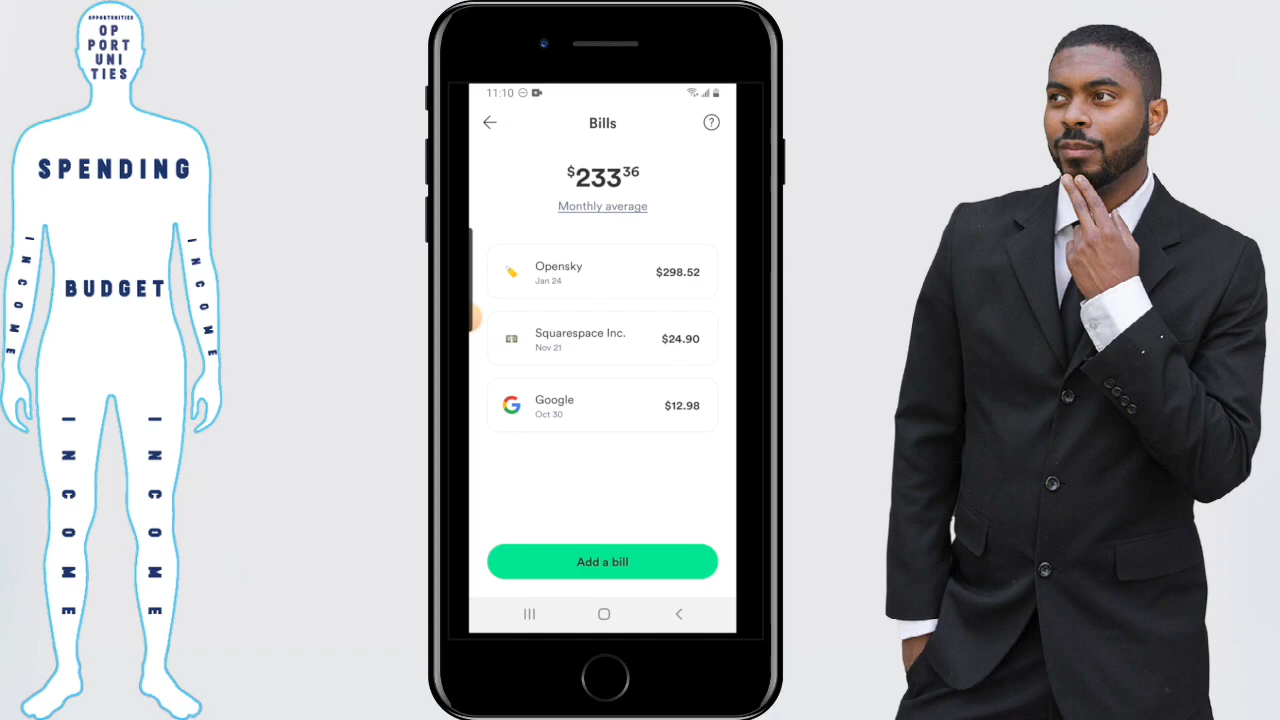 OPPORTUNITIES
OP
PORT
UNI
TIES
SPENDING
BUDGET
INCOME
INCOME
INCOME
INCOME
11:10
Bills
?
$233 36
Monthly average
Opensky
$298.52
Jan 24
Squarespace Inc.
$24.90
Nov 21
Google
$12.98
Oct 30
Add a bill